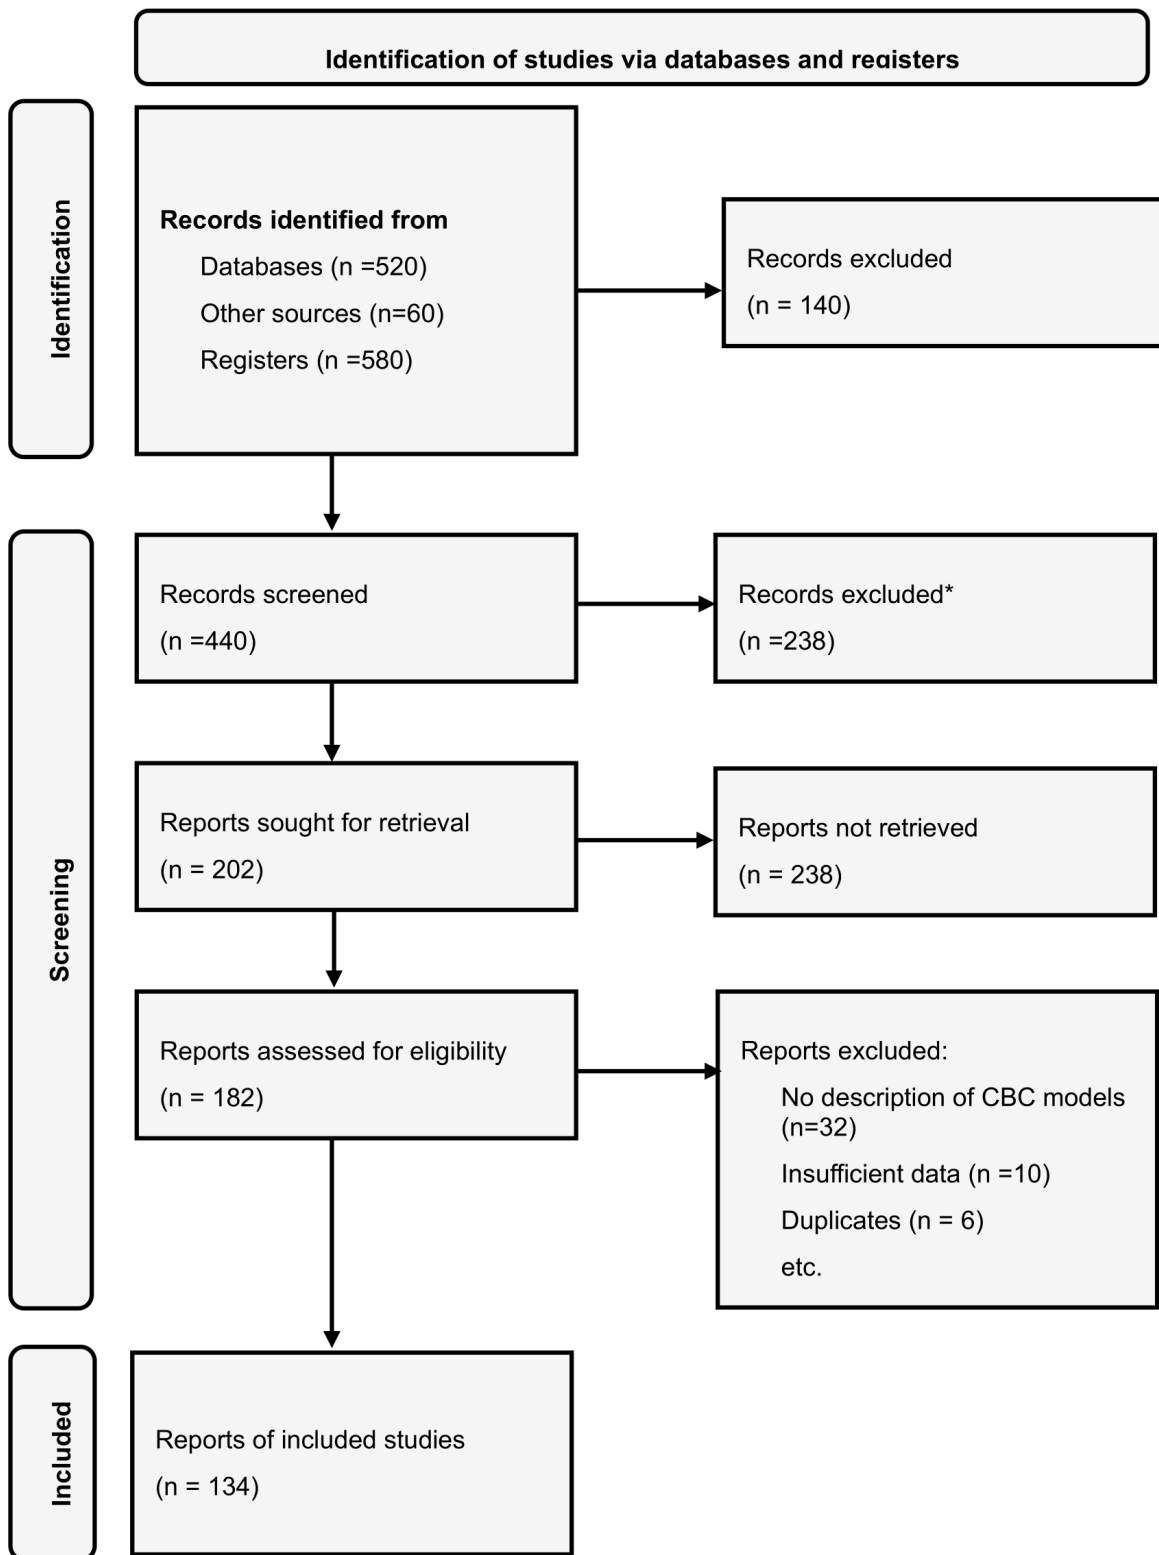 Identification of studies via databases and registers
Identification
Records identified from
Databases (n =520)
Other sources (n=60)
Registers (n =580)
Records excluded
(n = 140)
Screening
Records screened
(n =440)
Records excluded*
(n =238)
Reports sought for retrieval
(n = 202)
Reports not retrieved
(n = 238)
Reports assessed for eligibility
(n = 182)
Reports excluded:
No description of CBC models
(n=32)
Insufficient data (n =10)
Duplicates (n = 6)
etc.
Included
Reports of included studies
(n = 134)